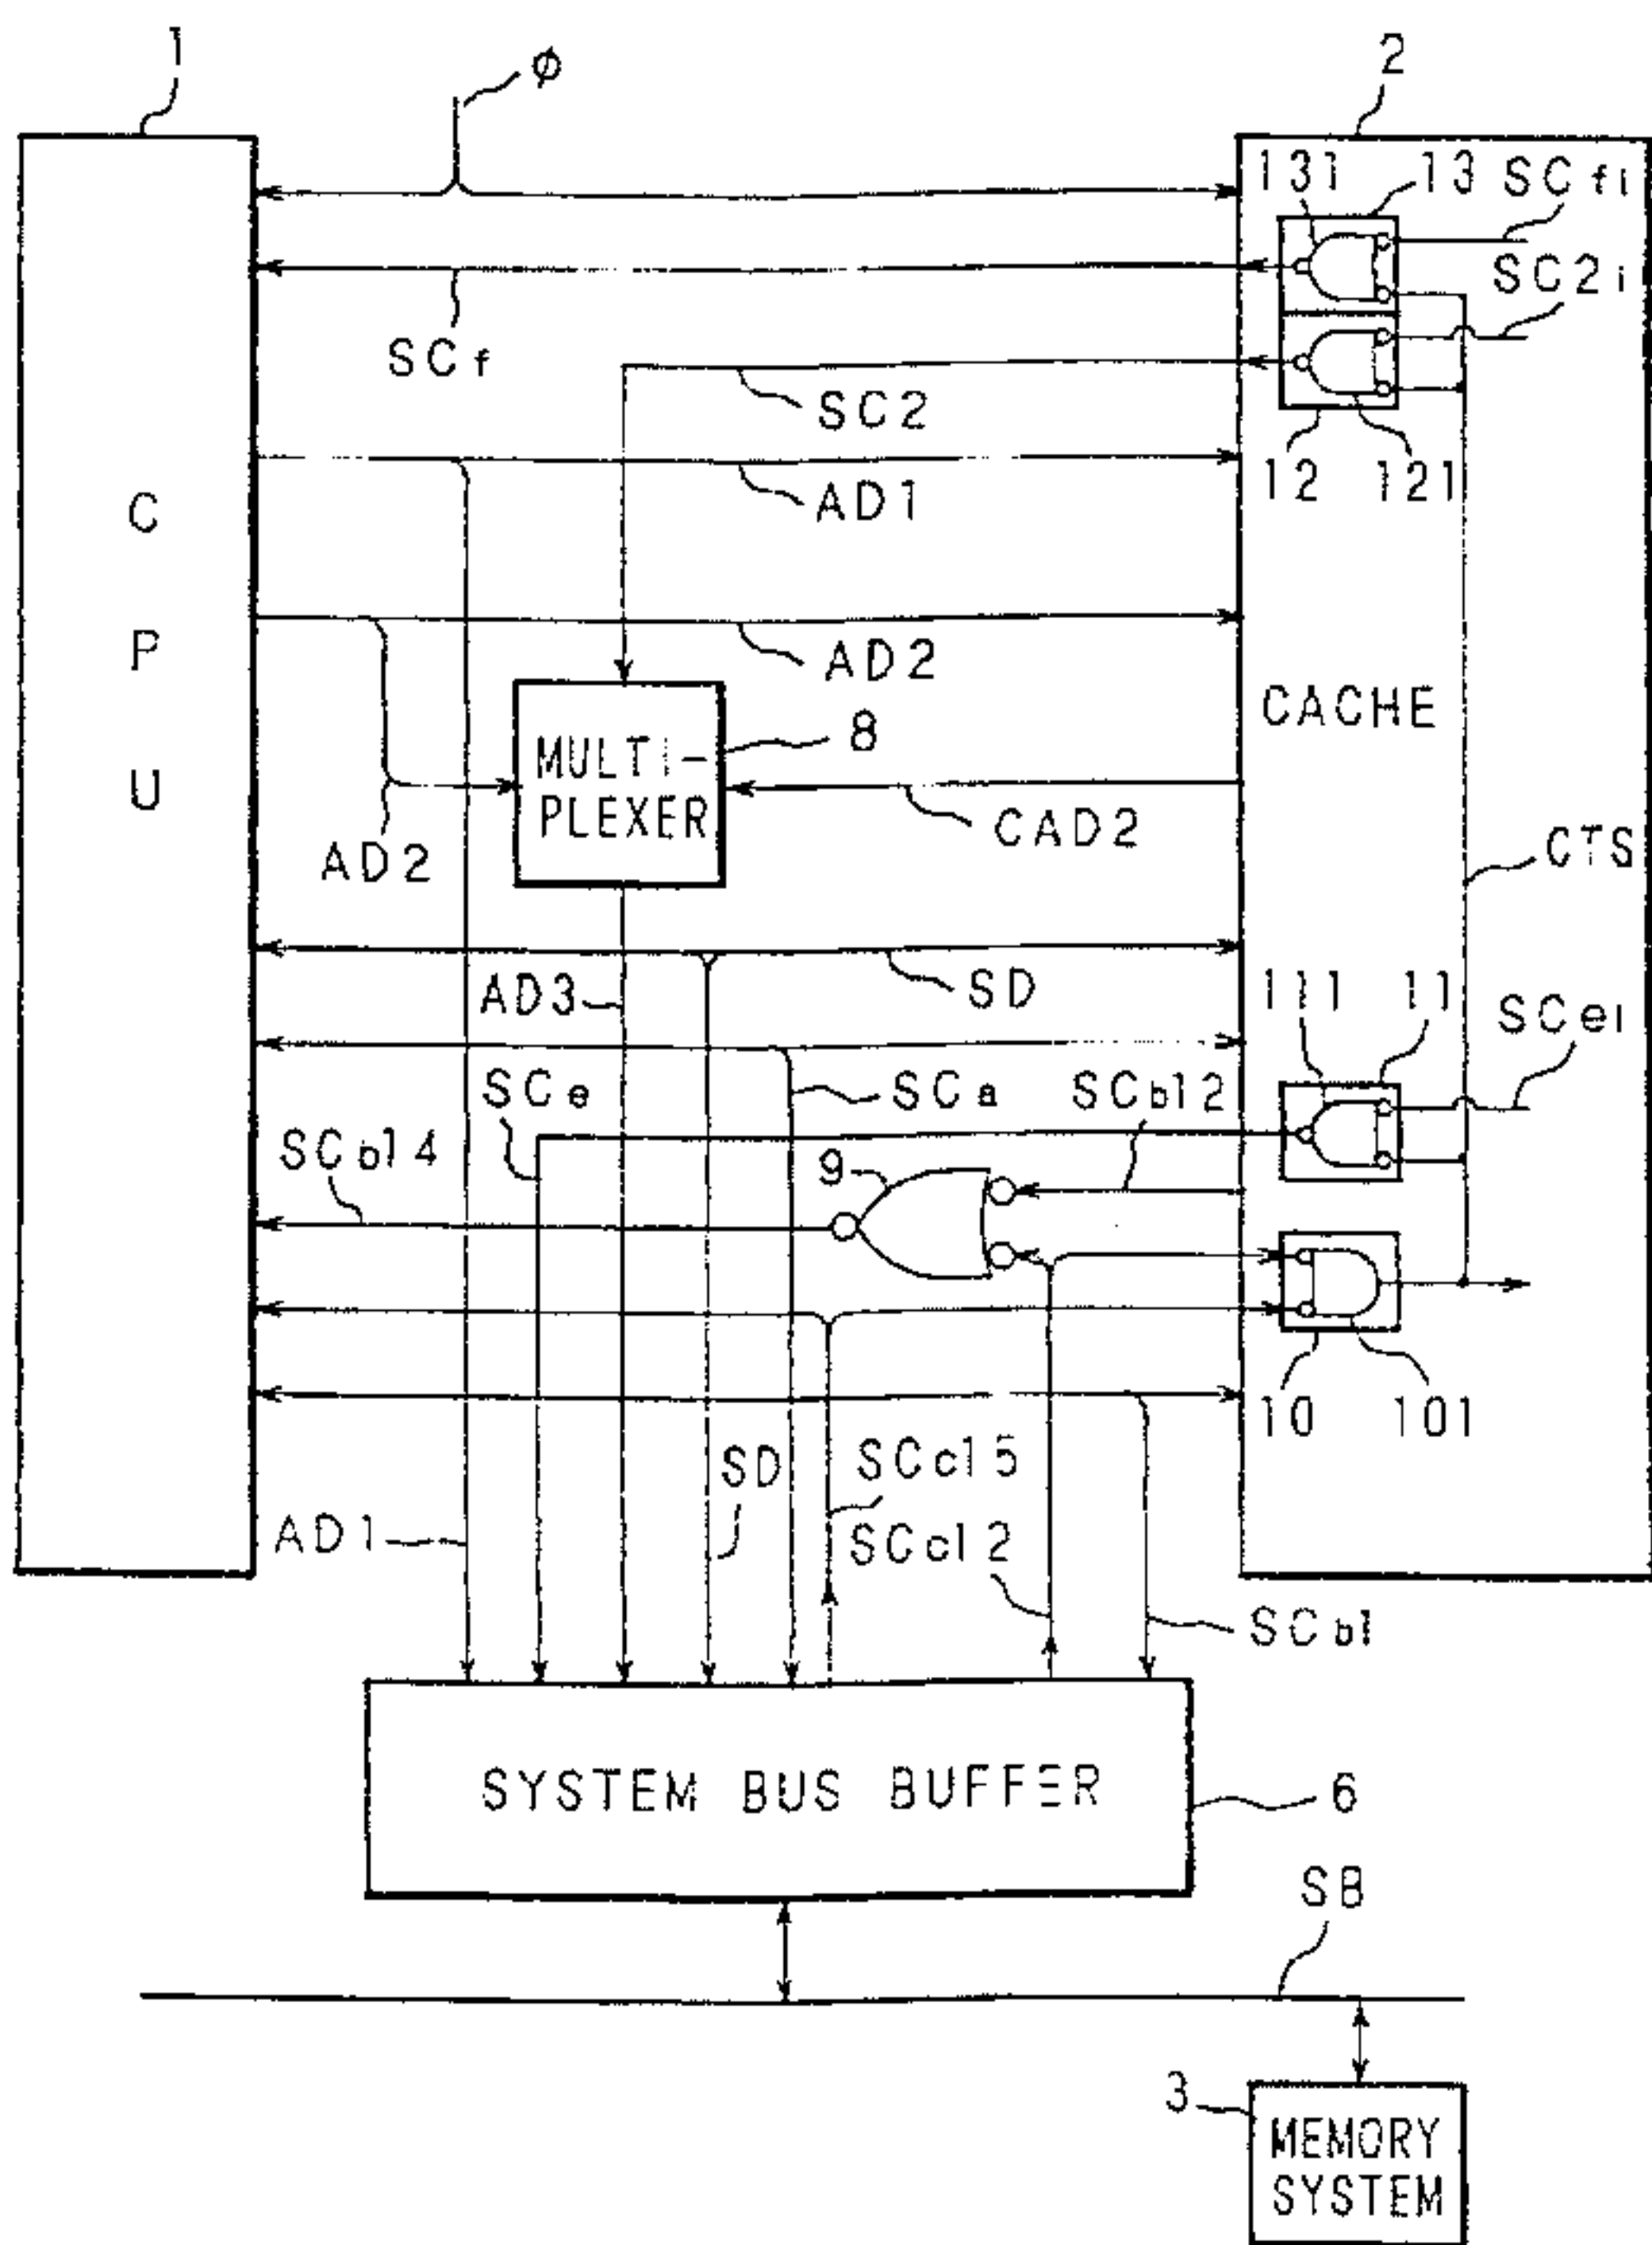 1
φ
2
131
13
SCfi
SC2i
SCf
SC2
12
121
AD1
C
P
U
AD2
CACHE
8
MULTI-
PLEXER
AD2
CAD2
CTS
AD3
SD
111
11
SCei
SCe
SCa
SCb12
SCb14
9
10
101
SD
SCc15
AD1
SCc12
SCb1
SYSTEM BUS BUFFER
6
SB
3
MEMORY
SYSTEM